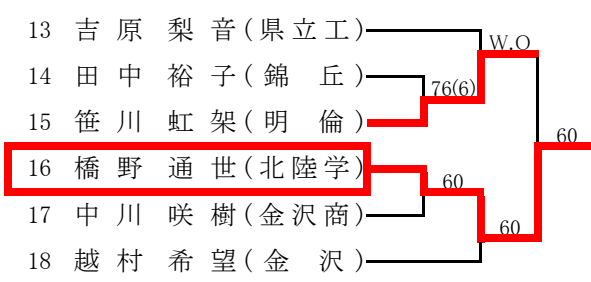 13 吉原 梨音(県立工)
W.O
14 田中 裕子(錦 丘)
76(6)
15 笹川 虹架(明 倫)
60
16 橋野 通世(北陸学)
60
17 中川 咲樹(金沢商)
60
18 越村 希望(金 沢)